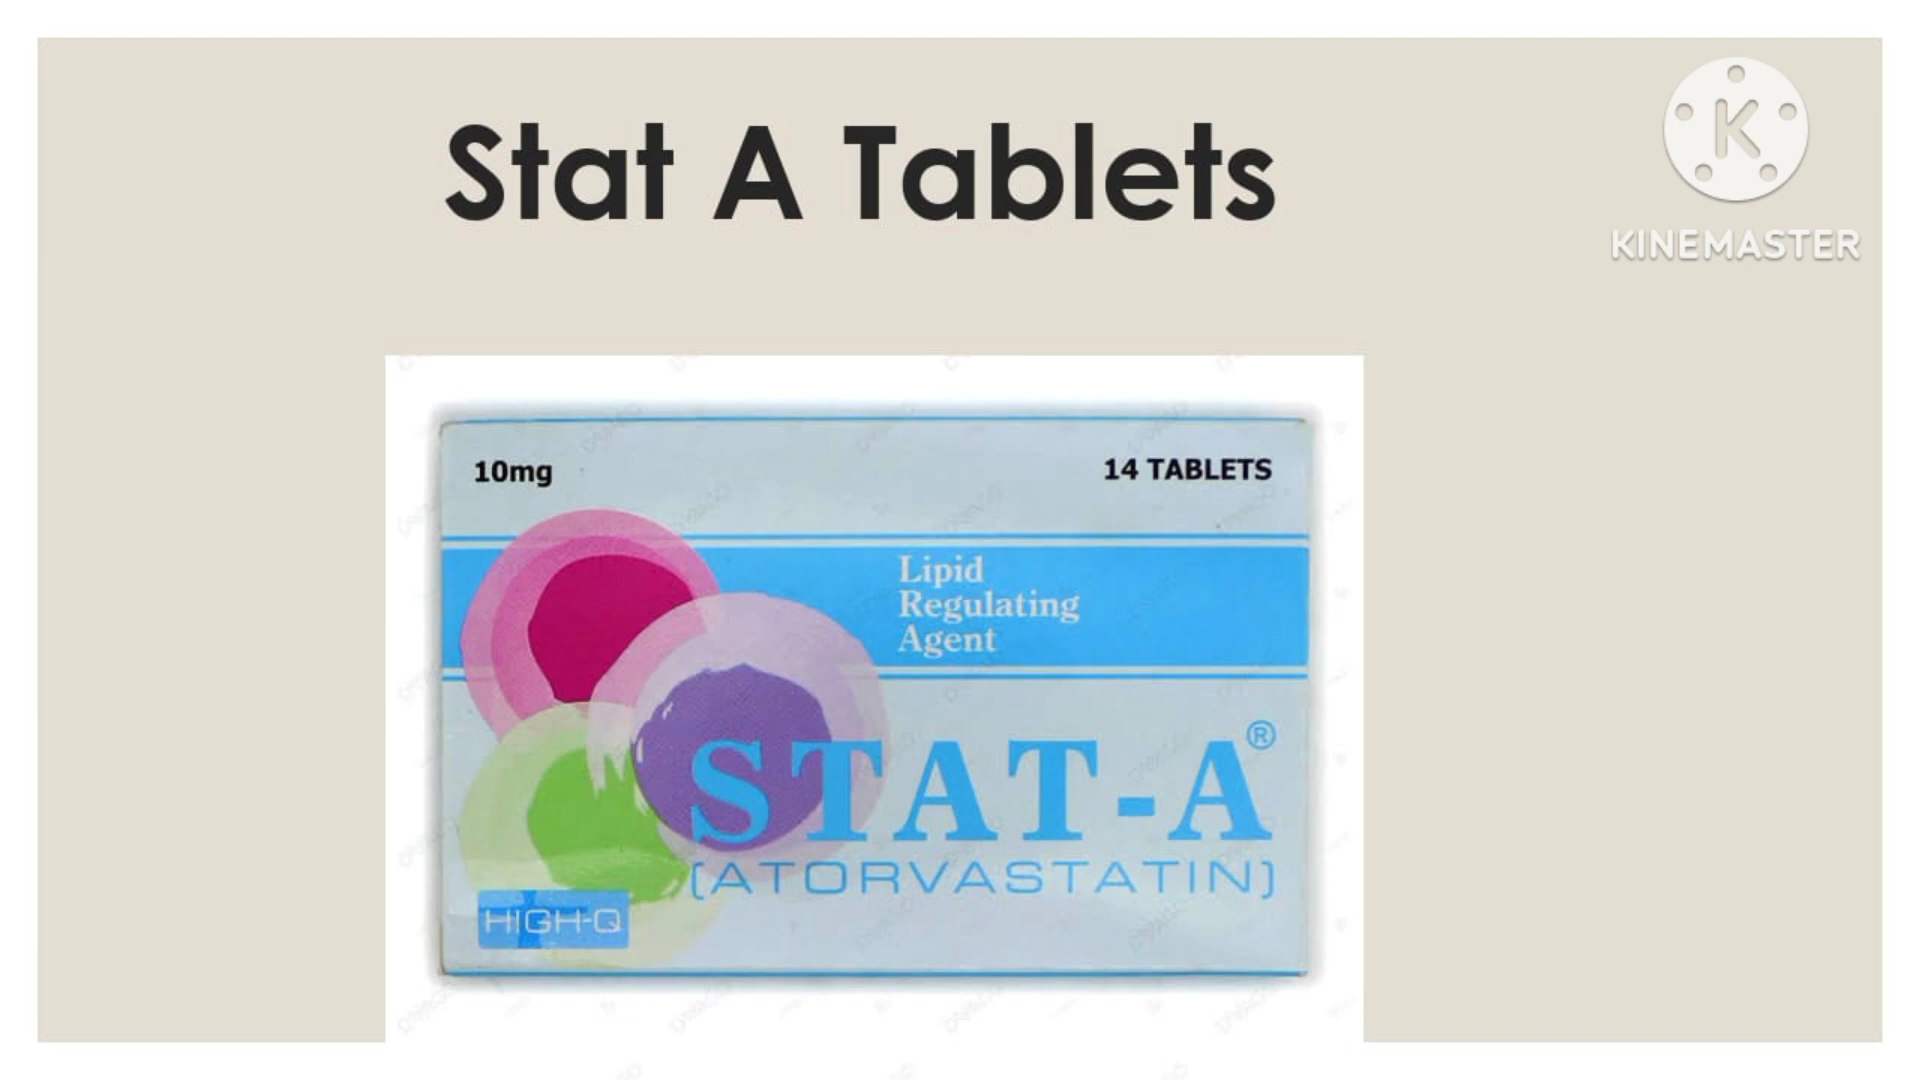 Stat A Tablets
K
KINEMASTER
10mg
14 TABLETS
Lipid
Regulating
Agent
STAT-A®
(ATORVASTATIN)
HIGH-Q